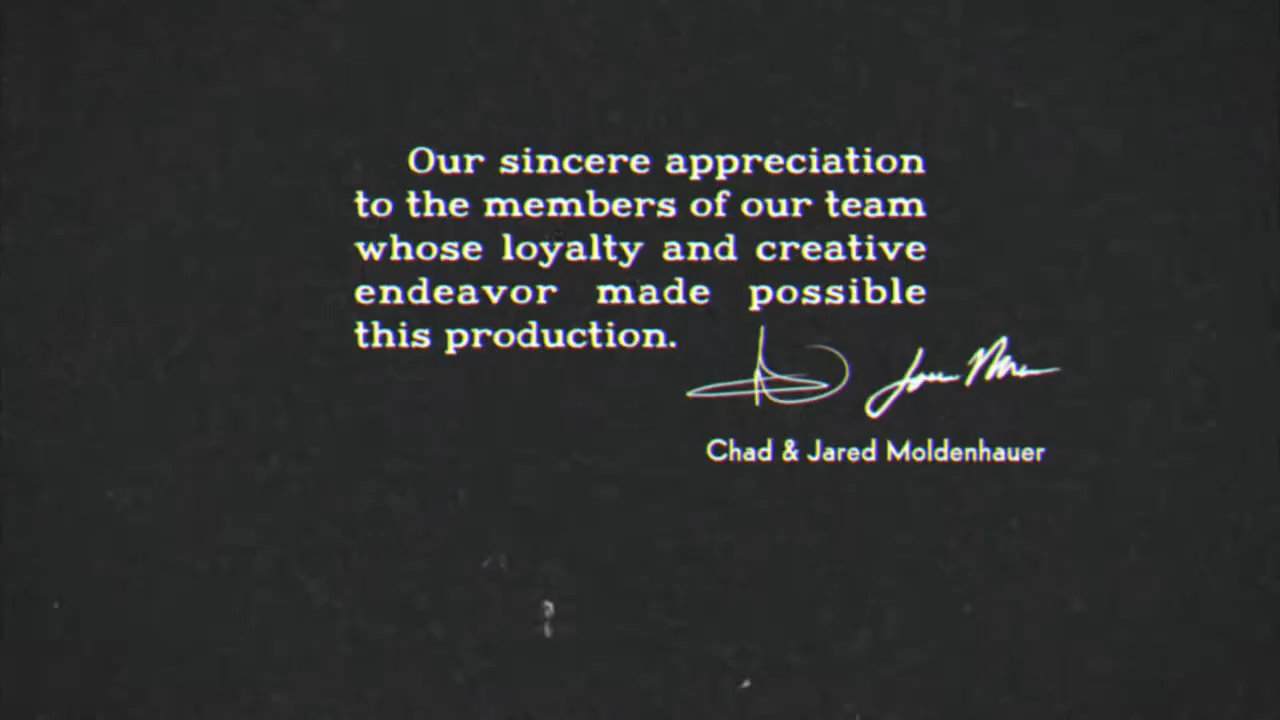 Our sincere appreciation
to the members of our team
whose loyalty and creative
endeavor made possible
this production.
Chad & Jared Moldenhauer